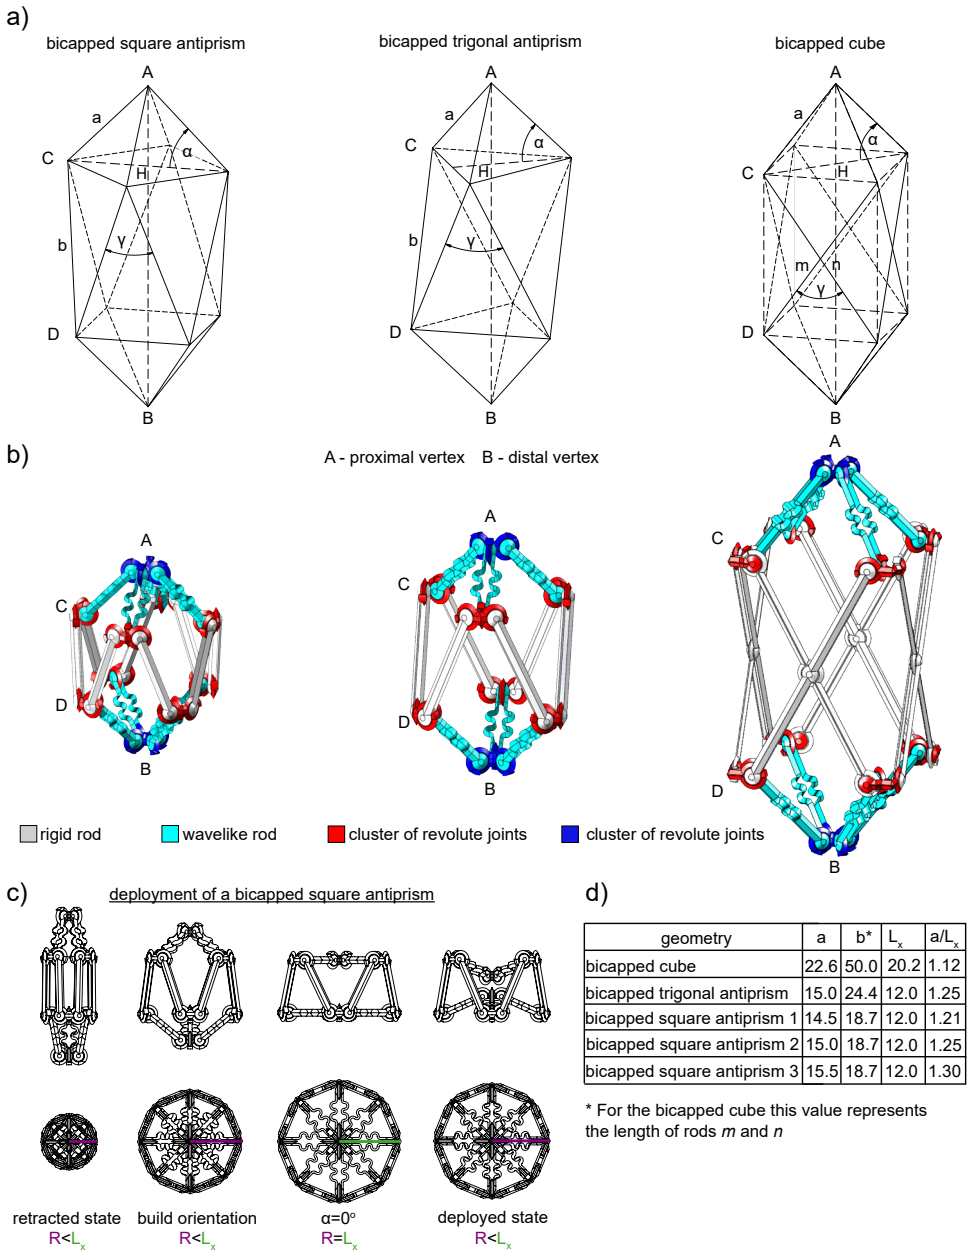 a)
bicapped square antiprism
bicapped trigonal antiprism
bicapped cube
A
a
α
C
H
b
γ
D
B
A
a
α
C
H
b
γ
D
B
A
a
α
C
H
m
n
γ
D
B
b)
A - proximal vertex B - distal vertex
A
C
D
B
A
C
D
B
A
C
D
B
rigid rod
wavelike rod
cluster of revolute joints
cluster of revolute joints
c)
deployment of a bicapped square antiprism
retracted state
R<Lₓ
build orientation
R<Lₓ
α=0°
R=Lₓ
deployed state
R<Lₓ
d)
geometry a b* Lₓ a/Lₓ
bicapped cube 22.6 50.0 20.2 1.12
bicapped trigonal antiprism 15.0 24.4 12.0 1.25
bicapped square antiprism 1 14.5 18.7 12.0 1.21
bicapped square antiprism 2 15.0 18.7 12.0 1.25
bicapped square antiprism 3 15.5 18.7 12.0 1.30
* For the bicapped cube this value represents
the length of rods m and n